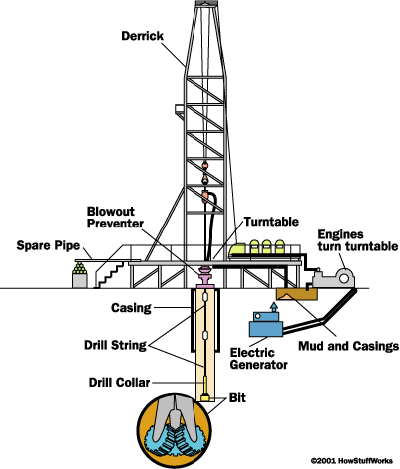 Derrick
Blowout
Preventer
Turntable
Engines
turn turntable
Spare Pipe
Casing
Mud and Casings
Drill String
Electric
Generator
Drill Collar
Bit
©2001 HowStuffWorks